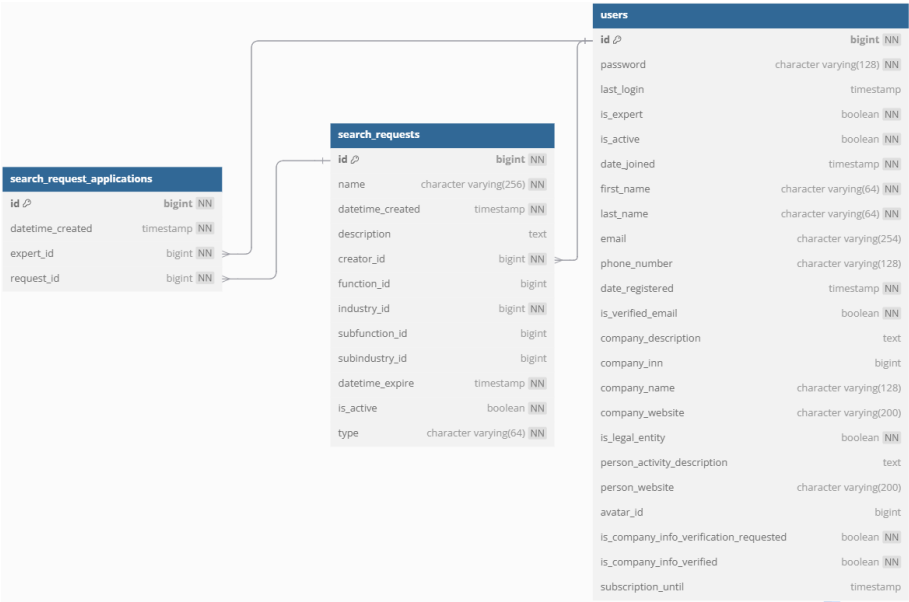 search_request_applications
id bigint NN
datetime_created timestamp NN
expert_id bigint NN
request_id bigint NN
search_requests
id bigint NN
name character varying(256) NN
datetime_created timestamp NN
description text
creator_id bigint NN
function_id bigint
industry_id bigint NN
subfunction_id bigint
subindustry_id bigint
datetime_expire timestamp NN
is_active boolean NN
type character varying(64) NN
users
id bigint NN
password character varying(128) NN
last_login timestamp
is_expert boolean NN
is_active boolean NN
date_joined timestamp NN
first_name character varying(64) NN
last_name character varying(64) NN
email character varying(254)
phone_number character varying(128)
date_registered timestamp NN
is_verified_email boolean NN
company_description text
company_inn bigint
company_name character varying(128)
company_website character varying(200)
is_legal_entity boolean NN
person_activity_description text
person_website character varying(200)
avatar_id bigint
is_company_info_verification_requested boolean NN
is_company_info_verified boolean NN
subscription_until timestamp